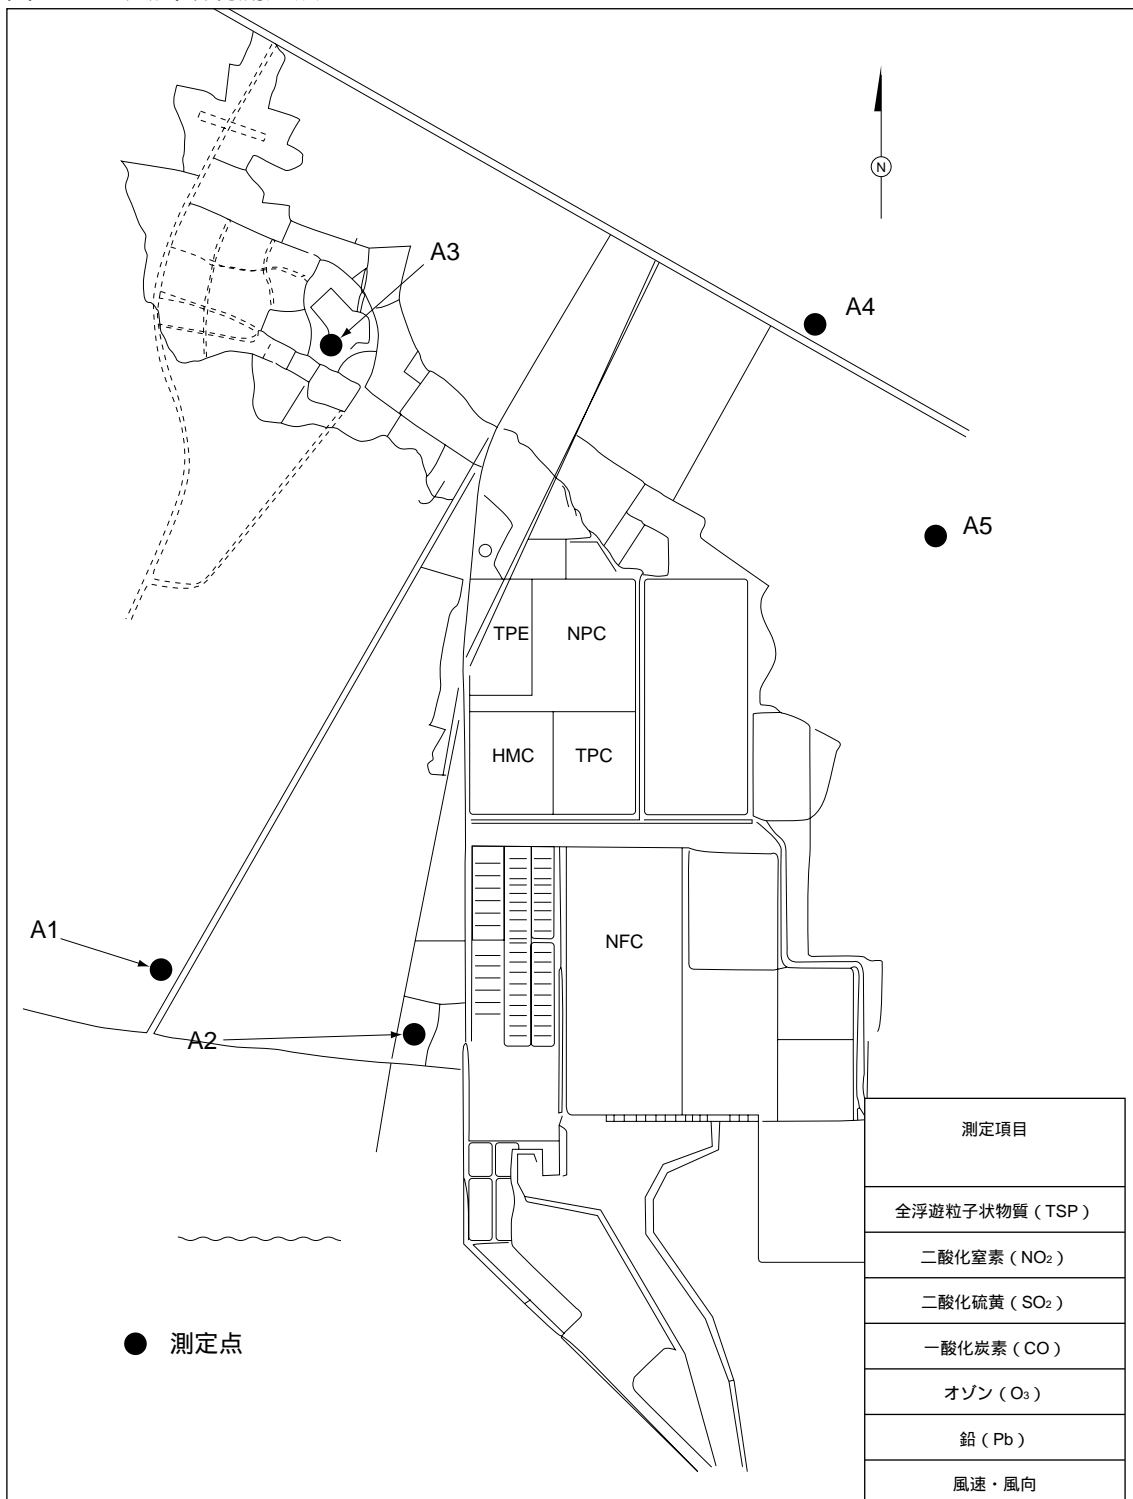 N
A3
A4
A5
TPE
NPC
HMC
TPC
A1
NFC
A2
測定項目
全浮遊粒子状物質（TSP）
二酸化窒素（NO₂）
二酸化硫黄（SO₂）
一酸化炭素（CO）
オゾン（O₃）
鉛（Pb）
風速・風向
測定点